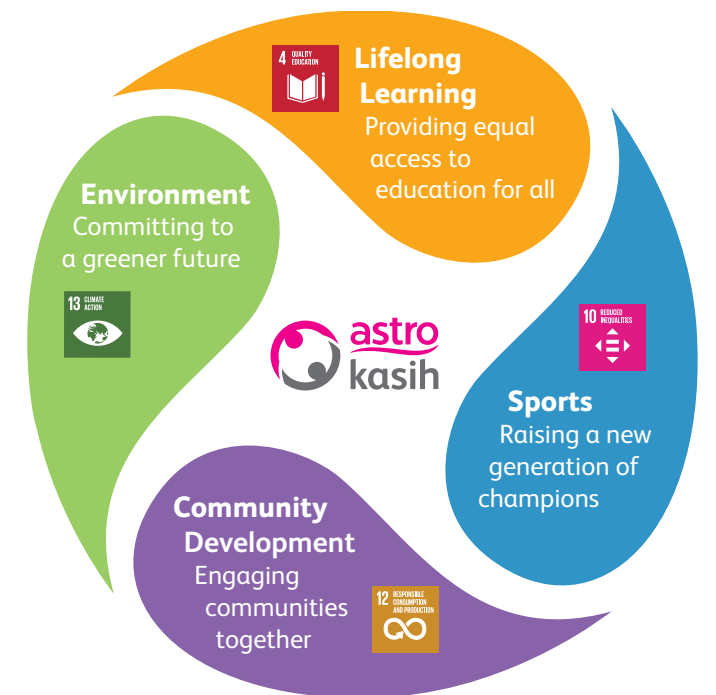 4 QUALITY
EDUCATION
Lifelong
Learning
Providing equal
access to
education for all
Environment
Committing to
a greener future
13 CLIMATE
ACTION
astro
kasih
10 REDUCED
INEQUALITIES
Sports
Raising a new
generation of
champions
Community
Development
Engaging
communities
together
12 RESPONSIBLE
CONSUMPTION
AND PRODUCTION